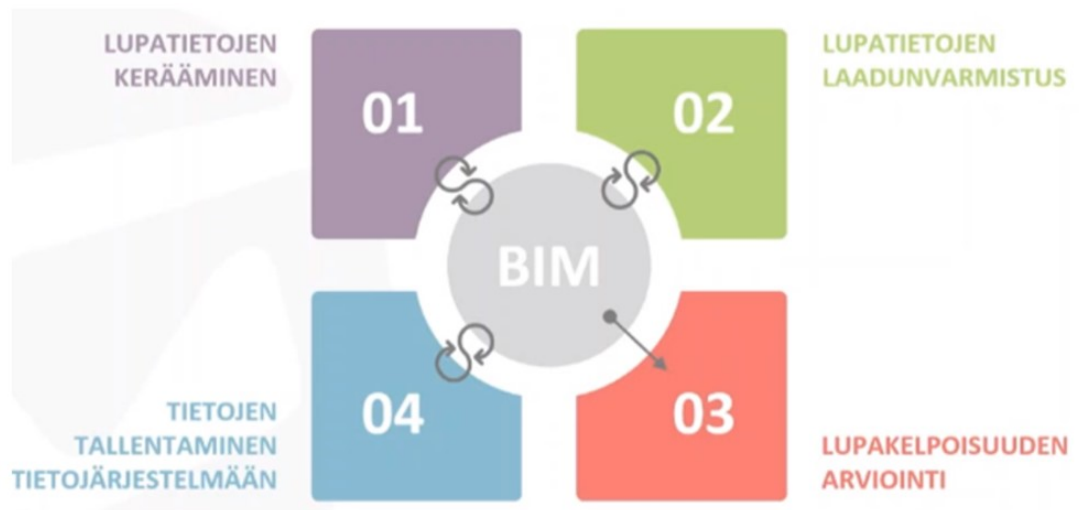 LUPATIETOJEN
KERÄÄMINEN
01
02
LUPATIETOJEN
LAADUNVARMISTUS
BIM
04
TIETOJEN
TALLENTAMINEN
TIETOJÄRJESTELMÄÄN
03
LUPAKELPOISUUDEN
ARVIOINTI